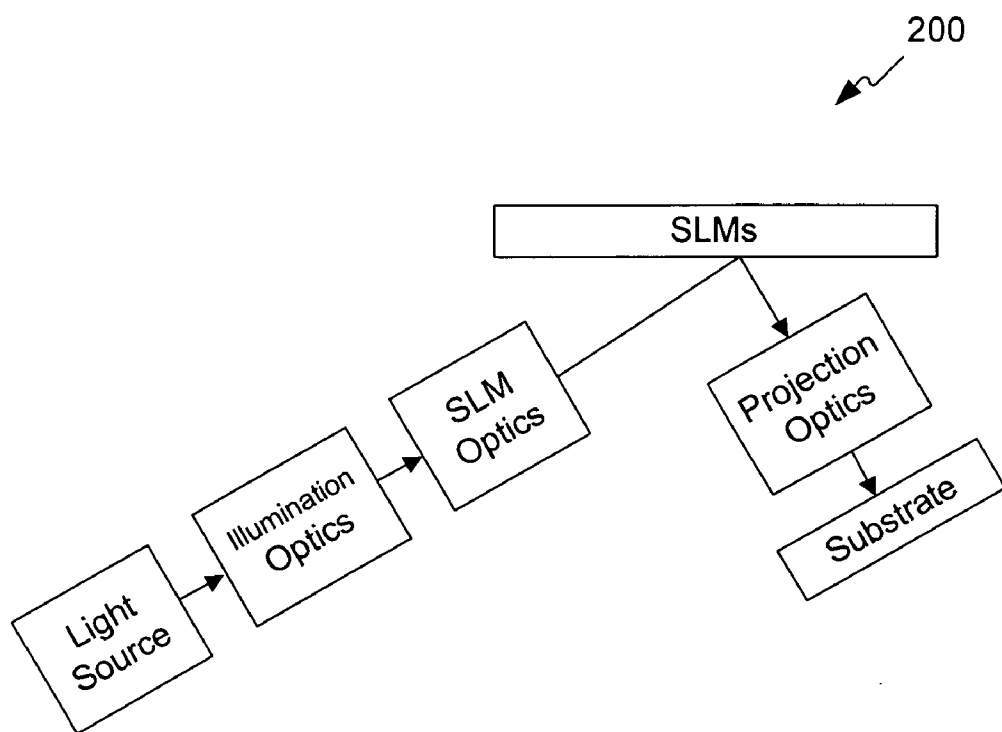 200
SLMs
SLM
Optics
Projection
Optics
Illumination
Optics
Substrate
Light
Source